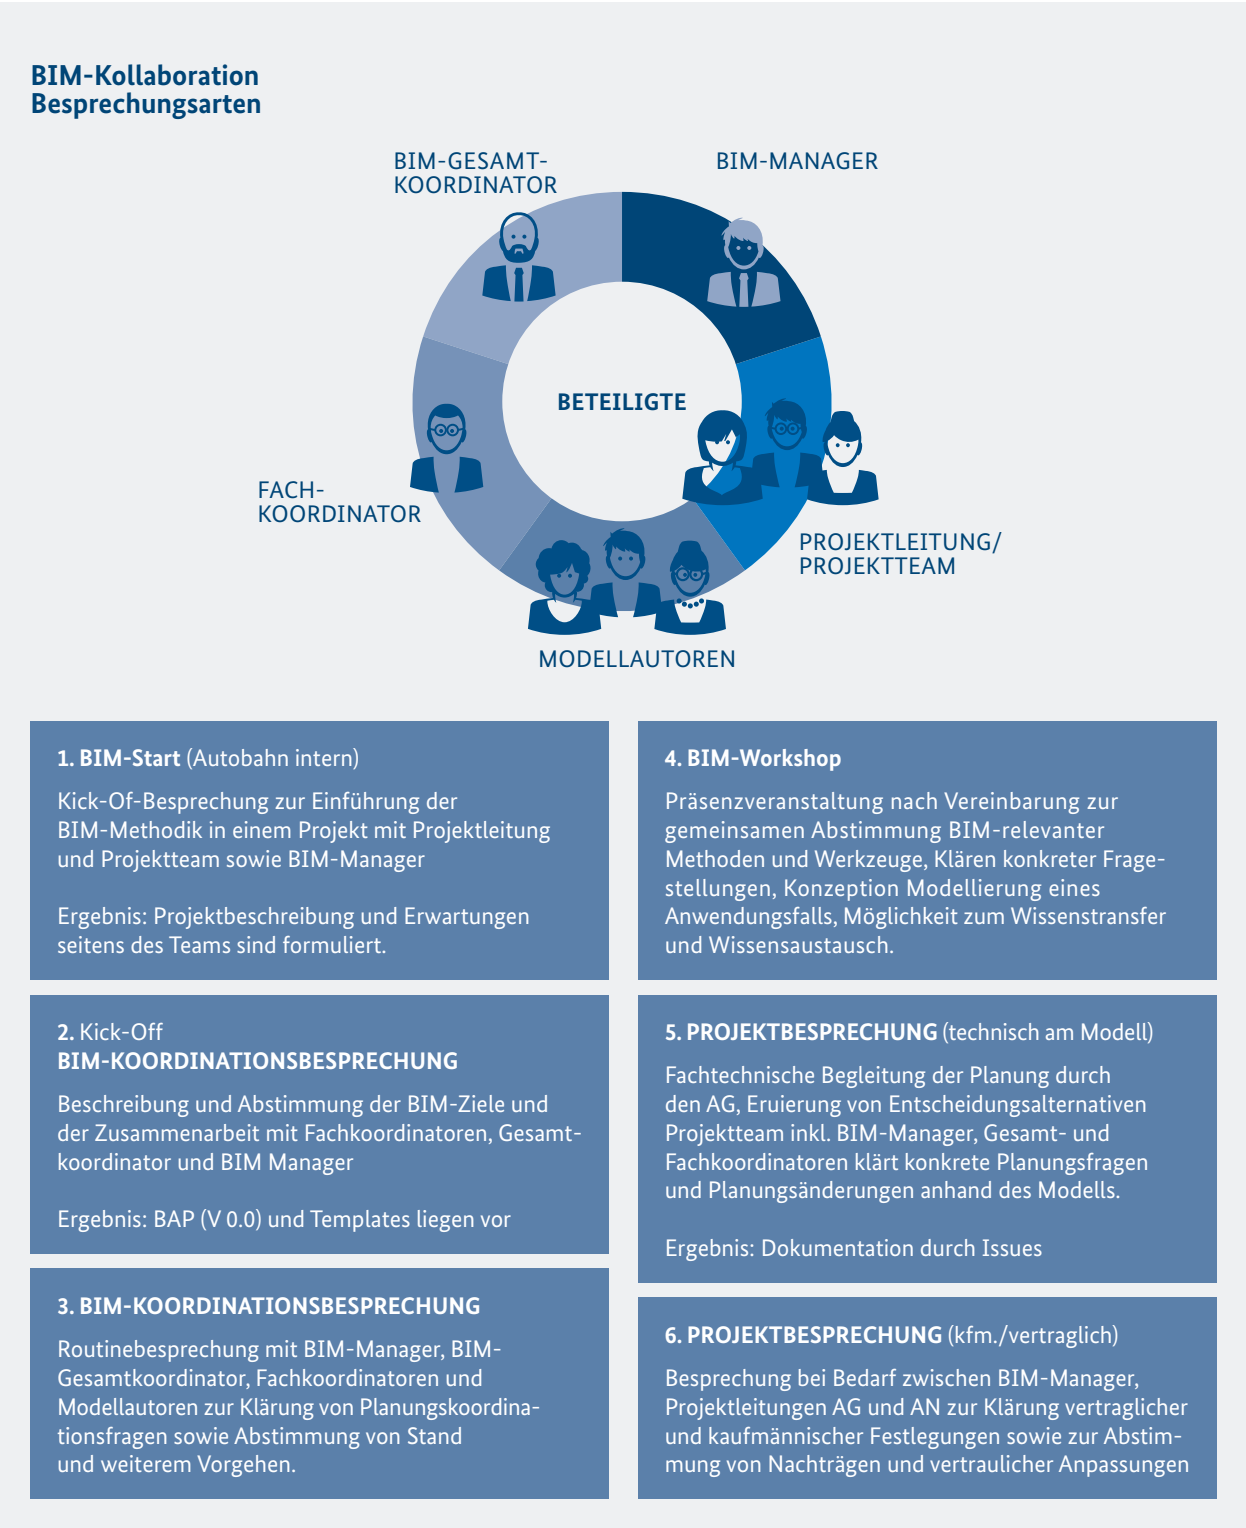 BIM-Kollaboration
Besprechungsarten
BIM-GESAMT-
KOORDINATOR
BIM-MANAGER
BETEILIGTE
FACH-
KOORDINATOR
PROJEKTLEITUNG/
PROJEKTTEAM
MODELLAUTOREN
1. BIM-Start (Autobahn intern)
Kick-Of-Besprechung zur Einführung der
BIM-Methodik in einem Projekt mit Projektleitung
und Projektteam sowie BIM-Manager
Ergebnis: Projektbeschreibung und Erwartungen
seitens des Teams sind formuliert.
2. Kick-Off
BIM-KOORDINATIONSBESPRECHUNG
Beschreibung und Abstimmung der BIM-Ziele und
der Zusammenarbeit mit Fachkoordinatoren, Gesamt-
koordinator und BIM Manager
Ergebnis: BAP (V 0.0) und Templates liegen vor
3. BIM-KOORDINATIONSBESPRECHUNG
Routinebesprechung mit BIM-Manager, BIM-
Gesamtkoordinator, Fachkoordinatoren und
Modellautoren zur Klärung von Planungskoordina-
tionsfragen sowie Abstimmung von Stand
und weiterem Vorgehen.
4. BIM-Workshop
Präsenzveranstaltung nach Vereinbarung zur
gemeinsamen Abstimmung BIM-relevanter
Methoden und Werkzeuge, Klären konkreter Frage-
stellungen, Konzeption Modellierung eines
Anwendungsfalls, Möglichkeit zum Wissenstransfer
und Wissensaustausch.
5. PROJEKTBESPRECHUNG (technisch am Modell)
Fachtechnische Begleitung der Planung durch
den AG, Eruierung von Entscheidungsalternativen
Projektteam inkl. BIM-Manager, Gesamt- und
Fachkoordinatoren klärt konkrete Planungsfragen
und Planungsänderungen anhand des Modells.
Ergebnis: Dokumentation durch Issues
6. PROJEKTBESPRECHUNG (kfm./vertraglich)
Besprechung bei Bedarf zwischen BIM-Manager,
Projektleitungen AG und AN zur Klärung vertraglicher
und kaufmännischer Festlegungen sowie zur Abstim-
mung von Nachträgen und vertraulicher Anpassungen